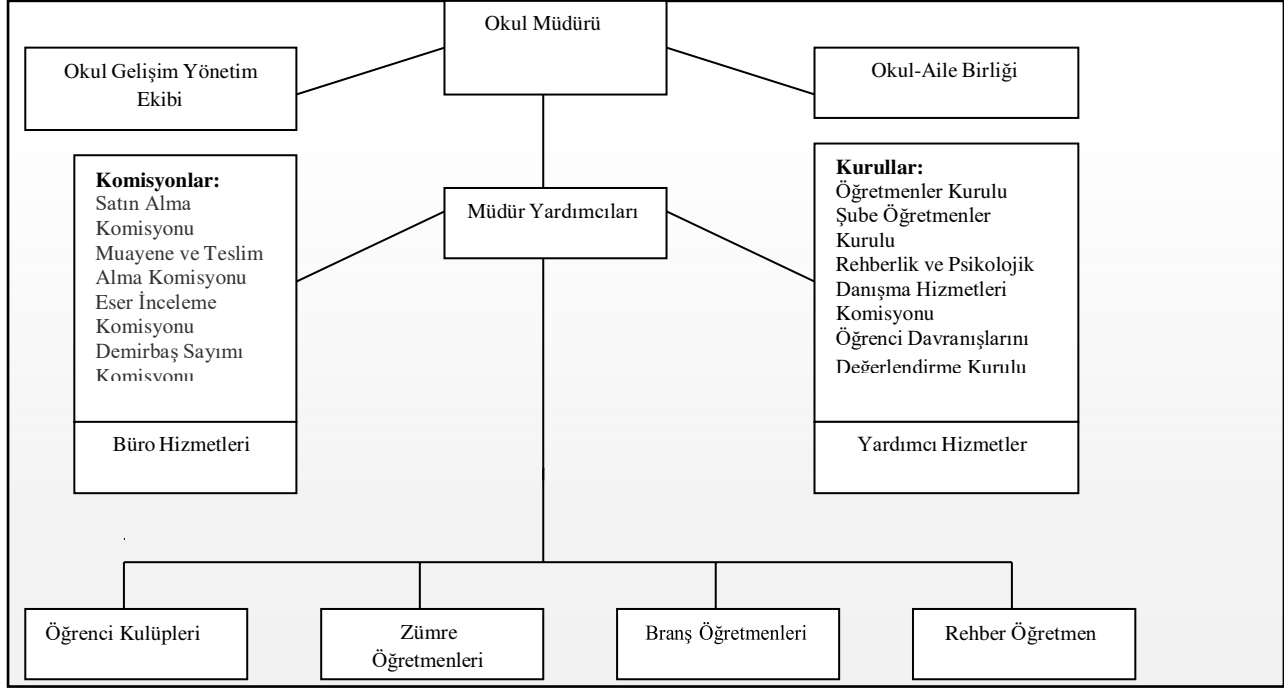 Okul Müdürü
Okul Gelişim Yönetim
Ekibi
Okul-Aile Birliği
Komisyonlar:
Satın Alma
Komisyonu
Muayene ve Teslim
Alma Komisyonu
Eser İnceleme
Komisyonu
Demirbaş Sayımı
Komisyonu
Müdür Yardımcıları
Kurullar:
Öğretmenler Kurulu
Şube Öğretmenler
Kurulu
Rehberlik ve Psikolojik
Danışma Hizmetleri
Komisyonu
Öğrenci Davranışlarını
Değerlendirme Kurulu
Büro Hizmetleri
Yardımcı Hizmetler
Öğrenci Kulüpleri
Zümre
Öğretmenleri
Branş Öğretmenleri
Rehber Öğretmen